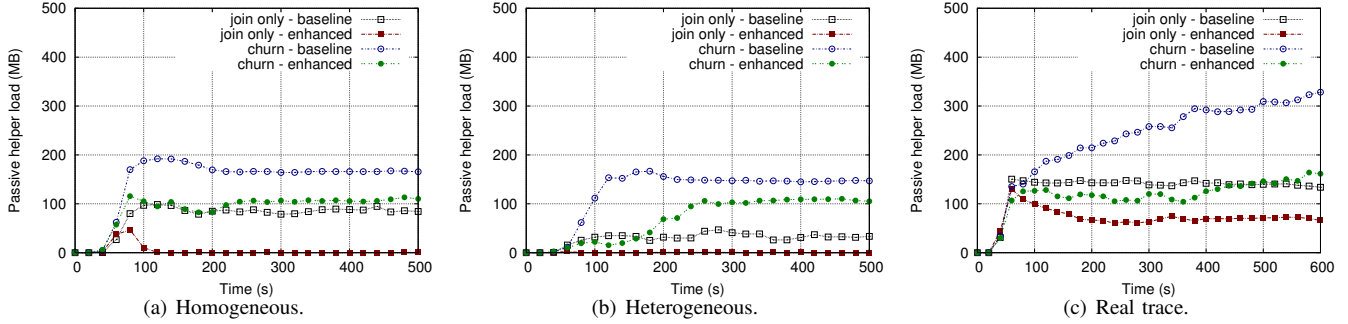 500
400
300
200
100
0
Passive helper load (MB)
join only - baseline
join only - enhanced
churn - baseline
churn - enhanced
0 100 200 300 400 500
Time (s)
(a) Homogeneous.
500
400
300
200
100
0
Passive helper load (MB)
join only - baseline
join only - enhanced
churn - baseline
churn - enhanced
0 100 200 300 400 500
Time (s)
(b) Heterogeneous.
500
400
300
200
100
0
Passive helper load (MB)
join only - baseline
join only - enhanced
churn - baseline
churn - enhanced
0 100 200 300 400 500 600
Time (s)
(c) Real trace.